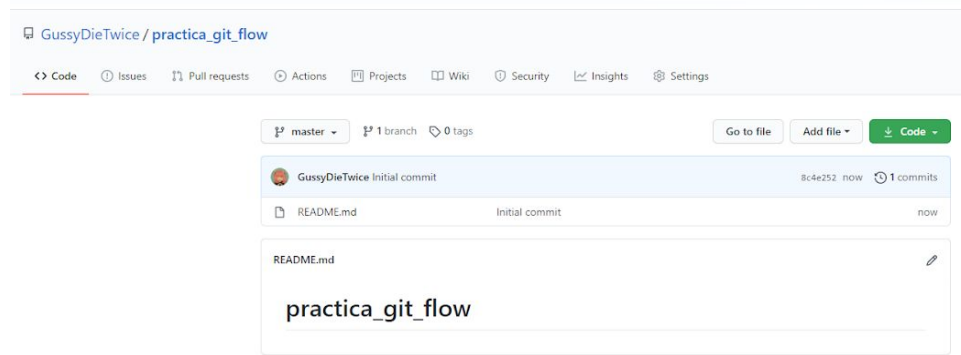 GussyDieTwice / practica_git_flow
<> Code Issues Pull requests Actions Projects Wiki Security Insights Settings
master 1 branch 0 tags Go to file Add file Code
GussyDieTwice Initial commit 8c4e252 now 1 commits
README.md Initial commit now
README.md
practica_git_flow